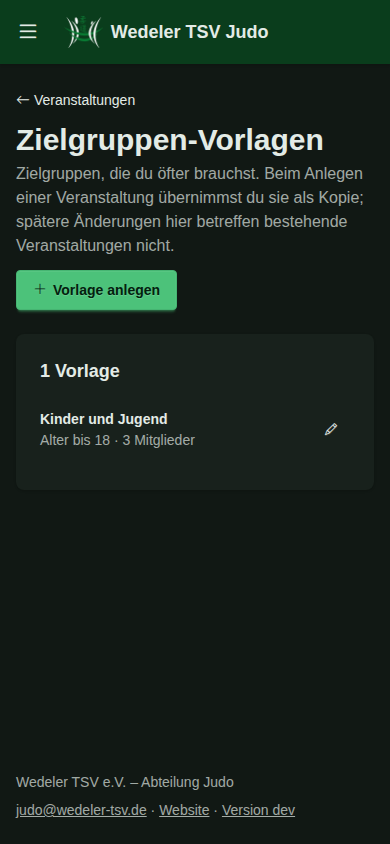 Wedeler TSV Judo
← Veranstaltungen
Zielgruppen-Vorlagen
Zielgruppen, die du öfter brauchst. Beim Anlegen
einer Veranstaltung übernimmst du sie als Kopie;
spätere Änderungen hier betreffen bestehende
Veranstaltungen nicht.
+ Vorlage anlegen
1 Vorlage
Kinder und Jugend
Alter bis 18 · 3 Mitglieder
Wedeler TSV e.V. – Abteilung Judo
judo@wedeler-tsv.de · Website · Version dev